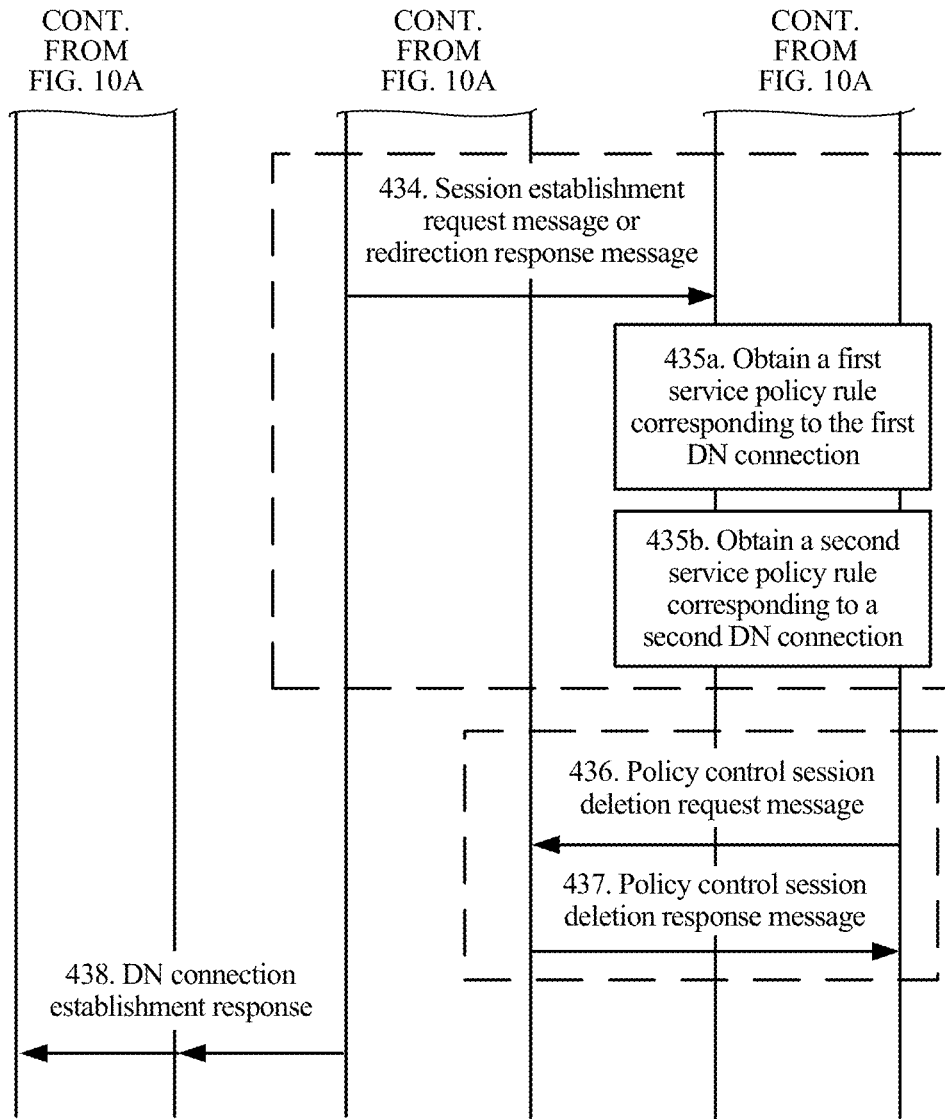 CONT.
FROM
FIG. 10A
CONT.
FROM
FIG. 10A
CONT.
FROM
FIG. 10A
434. Session establishment
request message or
redirection response message
435a. Obtain a first
service policy rule
corresponding to the first
DN connection
435b. Obtain a second
service policy rule
corresponding to a
second DN connection
436. Policy control session
deletion request message
437. Policy control session
deletion response message
438. DN connection
establishment response